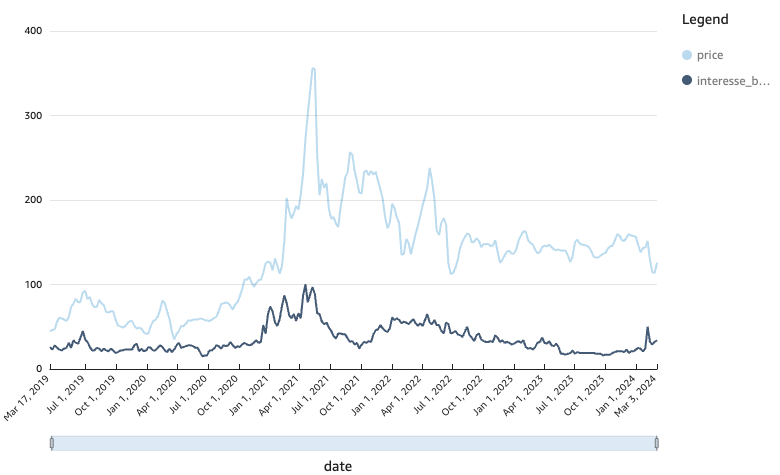 400
300
200
100
0
Mar 17, 2019
Jul 1, 2019
Oct 1, 2019
Jan 1, 2020
Apr 1, 2020
Jul 1, 2020
Oct 1, 2020
Jan 1, 2021
Apr 1, 2021
Jul 1, 2021
Oct 1, 2021
Jan 1, 2022
Apr 1, 2022
Jul 1, 2022
Oct 1, 2022
Jan 1, 2023
Apr 1, 2023
Jul 1, 2023
Oct 1, 2023
Jan 1, 2024
Mar 3, 2024
date
Legend
price
interesse_b...